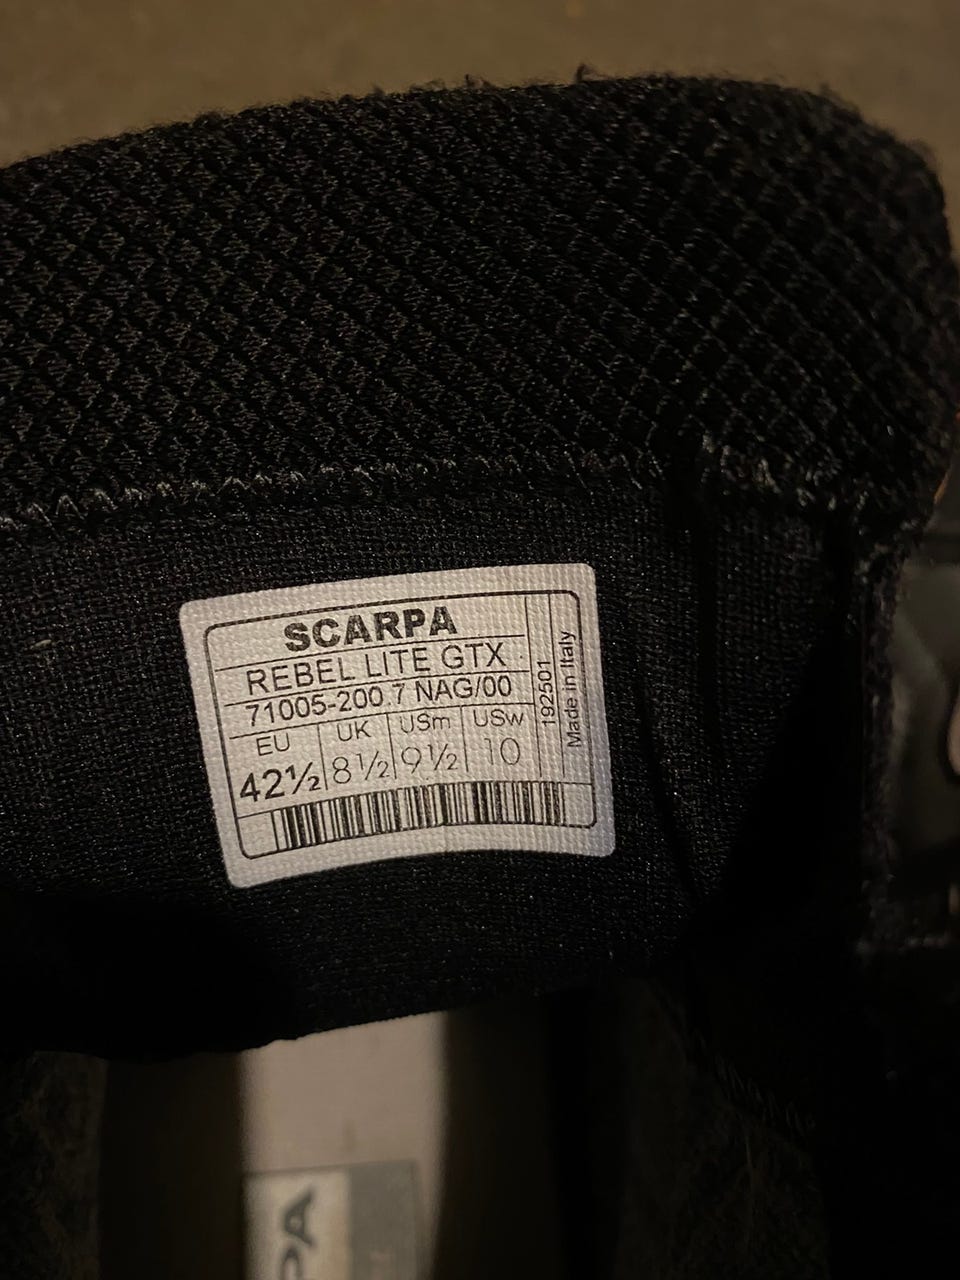 SCARPA
REBEL LITE GTX
71005-200.7 NAG/00
EU UK USm USw
42½ 8½ 9½ 10
192501
Made in Italy
PA